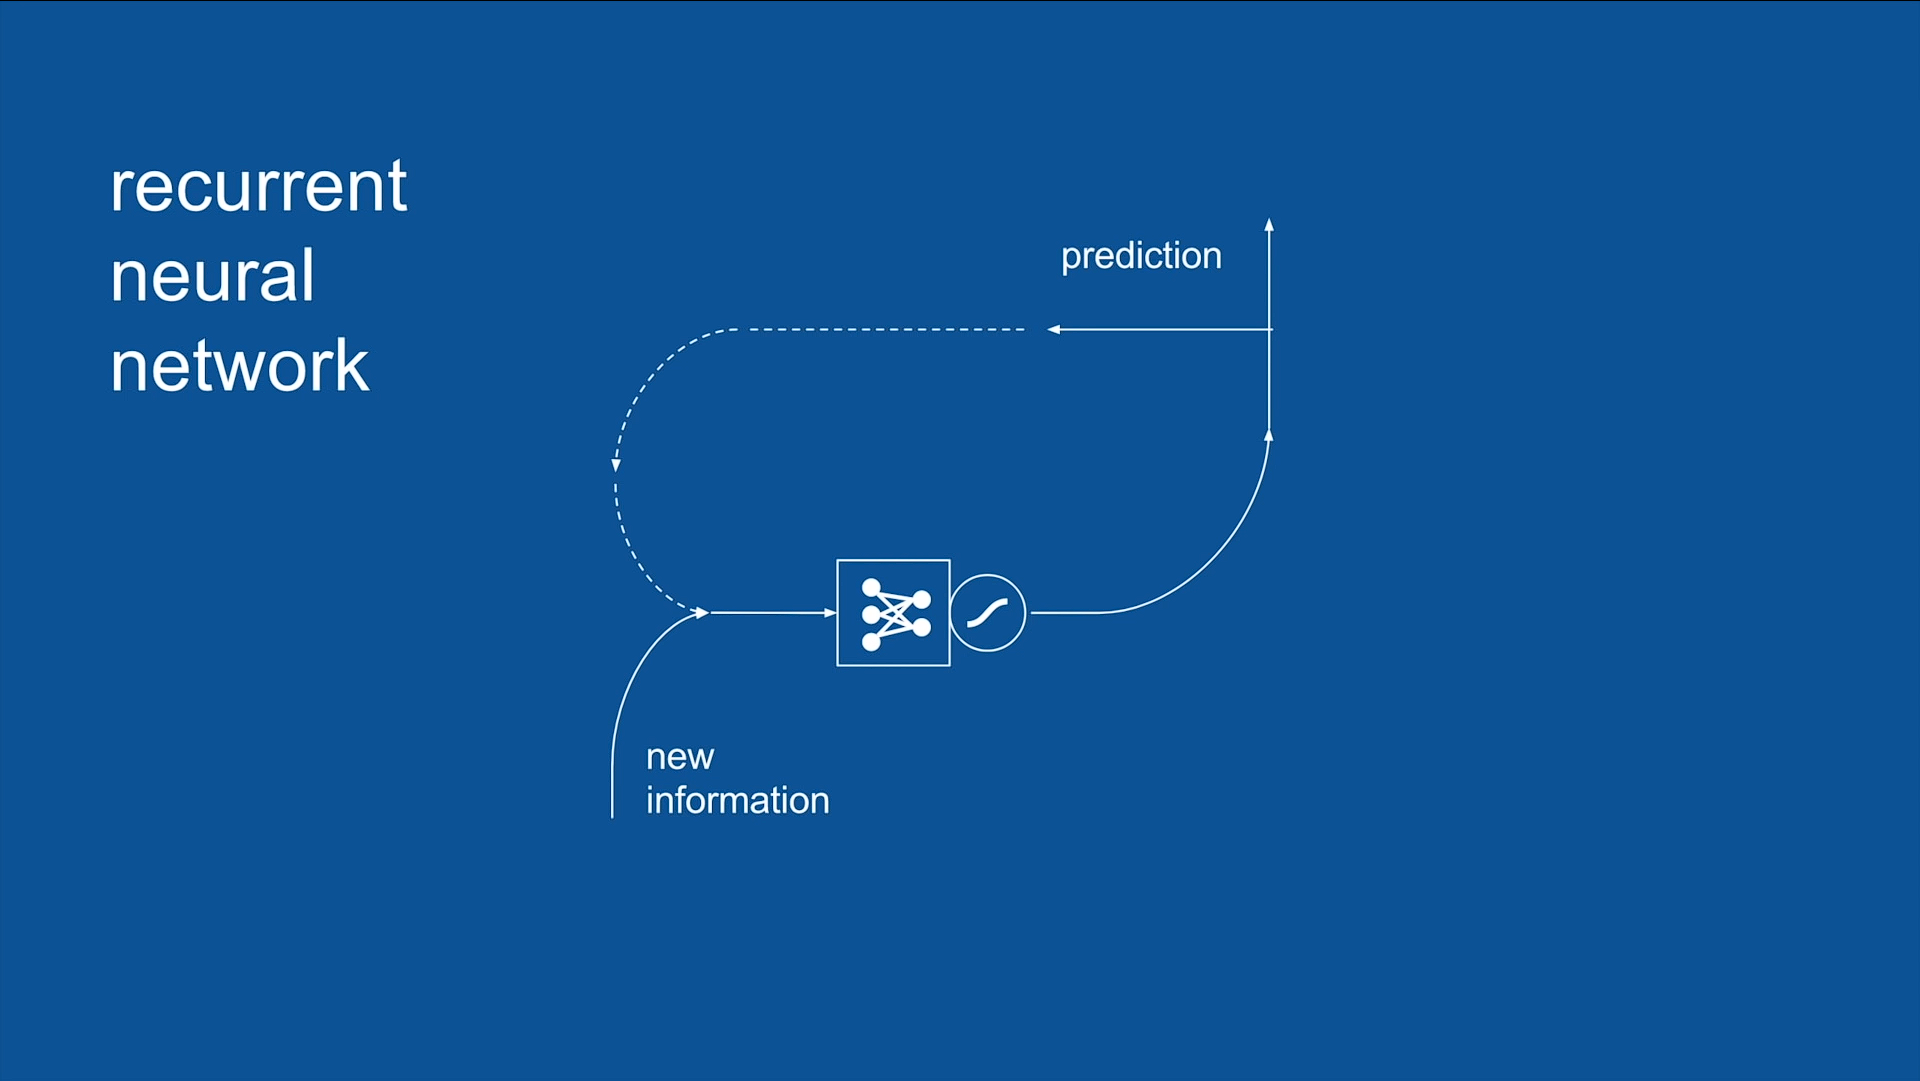 recurrent
neural
network
prediction
new
information